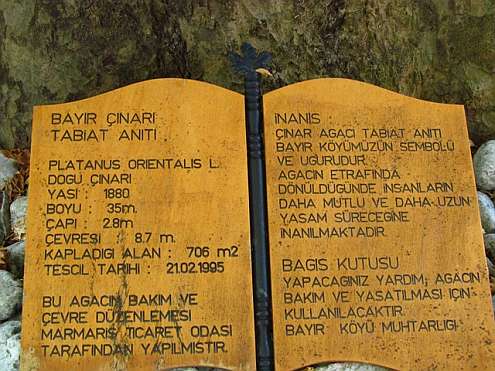 BAYIR ÇINARI
TABIAT ANITI
PLATANUS ORIENTALIS L.
DOĞU ÇINARI
YAŞI : 1880
BOYU : 35m.
ÇAPI : 2.8m
ÇEVRESİ : 8.7 m.
KAPLADIĞI ALAN : 706 m2
TESCİL TARİHİ : 21.02.1995
BU AĞACIN BAKIM VE
ÇEVRE DÜZENLEMESİ
MARMARİS TİCARET ODASI
TARAFINDAN YAPILMIŞTIR.
İNANIŞ
ÇINAR AĞACI TABİAT ANITI
BAYIR KÖYÜMÜZÜN SEMBOLÜ
VE UĞURUDUR.
AĞACIN ETRAFINDA
DÖNÜLDÜĞÜNDE İNSANLARIN
DAHA MUTLU VE DAHA UZUN
YAŞAM SÜRECEĞİNE
İNANILMAKTADIR.
BAĞIŞ KUTUSU
YAPACAĞINIZ YARDIM; AĞACIN
BAKIM VE YAŞATILMASI İÇİN
KULLANILACAKTIR.
BAYIR KÖYÜ MUHTARLIĞI